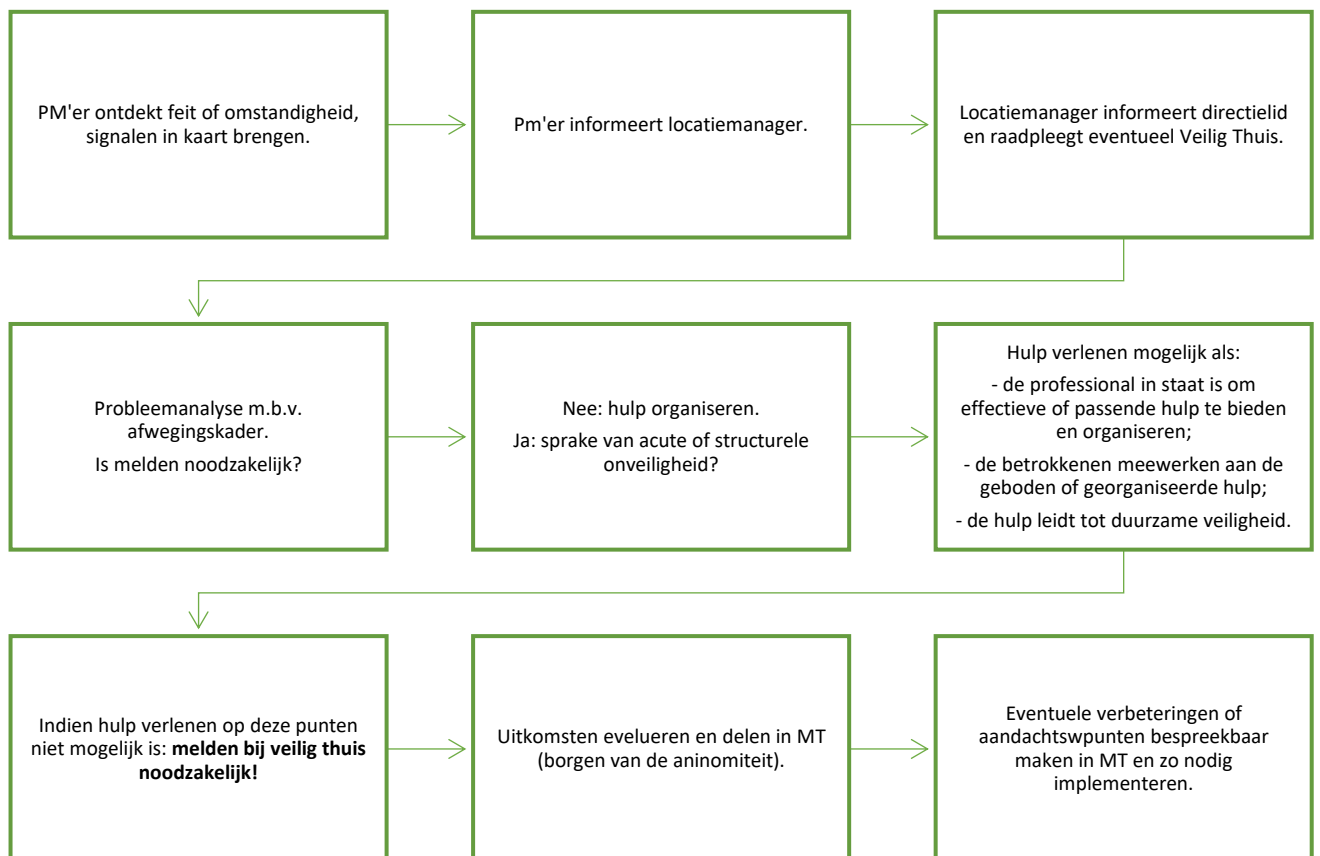 PM'er ontdekt feit of omstandigheid,
signalen in kaart brengen.
Pm'er informeert locatiemanager.
Locatiemanager informeert directielid
en raadpleegt eventueel Veilig Thuis.
Probleemanalyse m.b.v.
afwegingskader.
Is melden noodzakelijk?
Nee: hulp organiseren.
Ja: sprake van acute of structurele
onveiligheid?
Hulp verlenen mogelijk als:
- de professional in staat is om
effectieve of passende hulp te bieden
en organiseren;
- de betrokkenen meewerken aan de
geboden of georganiseerde hulp;
- de hulp leidt tot duurzame veiligheid.
Indien hulp verlenen op deze punten
niet mogelijk is: melden bij veilig thuis
noodzakelijk!
Uitkomsten evelueren en delen in MT
(borgen van de aninomiteit).
Eventuele verbeteringen of
aandachtswpunten bespreekbaar
maken in MT en zo nodig
implementeren.